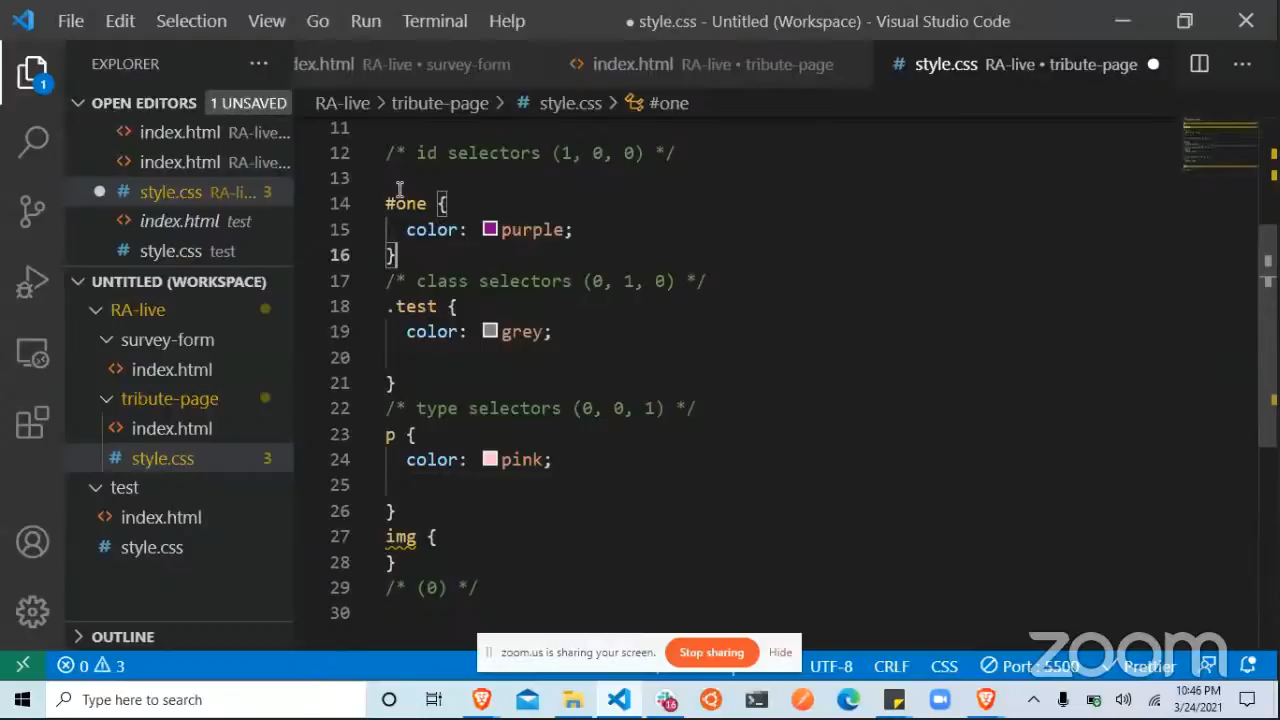 File Edit Selection View Go Run Terminal Help ● style.css - Untitled (Workspace) - Visual Studio Code
EXPLORER ···
dex.html RA-live • survey-form
<> index.html RA-live • tribute-page
# style.css RA-live • tribute-page ●
OPEN EDITORS 1 UNSAVED
<> index.html RA-live...
<> index.html RA-live...
● # style.css RA-li... 3
<> index.html test
# style.css test
UNTITLED (WORKSPACE)
RA-live
survey-form
<> index.html
tribute-page
<> index.html
# style.css 3
test
<> index.html
# style.css
OUTLINE
RA-live > tribute-page > # style.css > #one
11
12 /* id selectors (1, 0, 0) */
13
14 #one {
15 color: purple;
16 }
17 /* class selectors (0, 1, 0) */
18 .test {
19 color: grey;
20
21 }
22 /* type selectors (0, 0, 1) */
23 p {
24 color: pink;
25
26 }
27 img {
28 }
29 /* (0) */
30
zoom.us is sharing your screen. Stop sharing Hide
zoom
0 3 UTF-8 CRLF CSS Port : 5500 Prettier
Type here to search
16
10:46 PM
3/24/2021
1